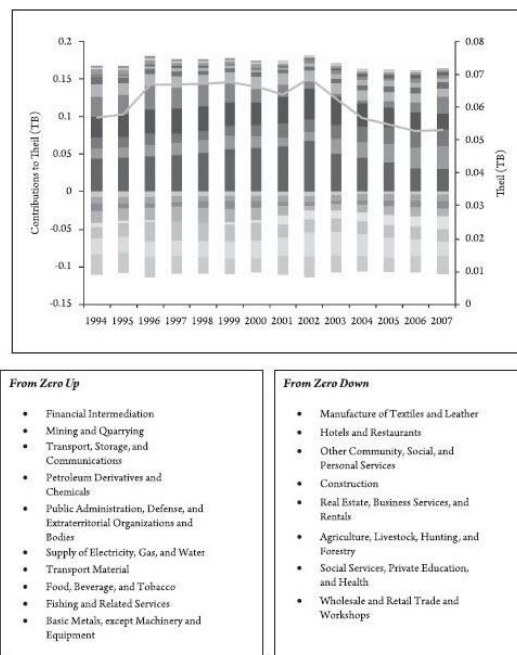 0.2
0.15
0.1
0.05
0
-0.05
-0.1
-0.15
Contributions to Theil (TB)
0.08
0.07
0.06
0.05
0.04
0.03
0.02
0.01
0
Theil (TB)
1994 1995 1996 1997 1998 1999 2000 2001 2002 2003 2004 2005 2006 2007
From Zero Up
• Financial Intermediation
• Mining and Quarrying
• Transport, Storage, and
Communications
• Petroleum Derivatives and
Chemicals
• Public Administration, Defense, and
Extraterritorial Organizations and
Bodies
• Supply of Electricity, Gas, and Water
• Transport Material
• Food, Beverage, and Tobacco
• Fishing and Related Services
• Basic Metals, except Machinery and
Equipment
From Zero Down
• Manufacture of Textiles and Leather
• Hotels and Restaurants
• Other Community, Social, and
Personal Services
• Construction
• Real Estate, Business Services, and
Rentals
• Agriculture, Livestock, Hunting, and
Forestry
• Social Services, Private Education,
and Health
• Wholesale and Retail Trade and
Workshops